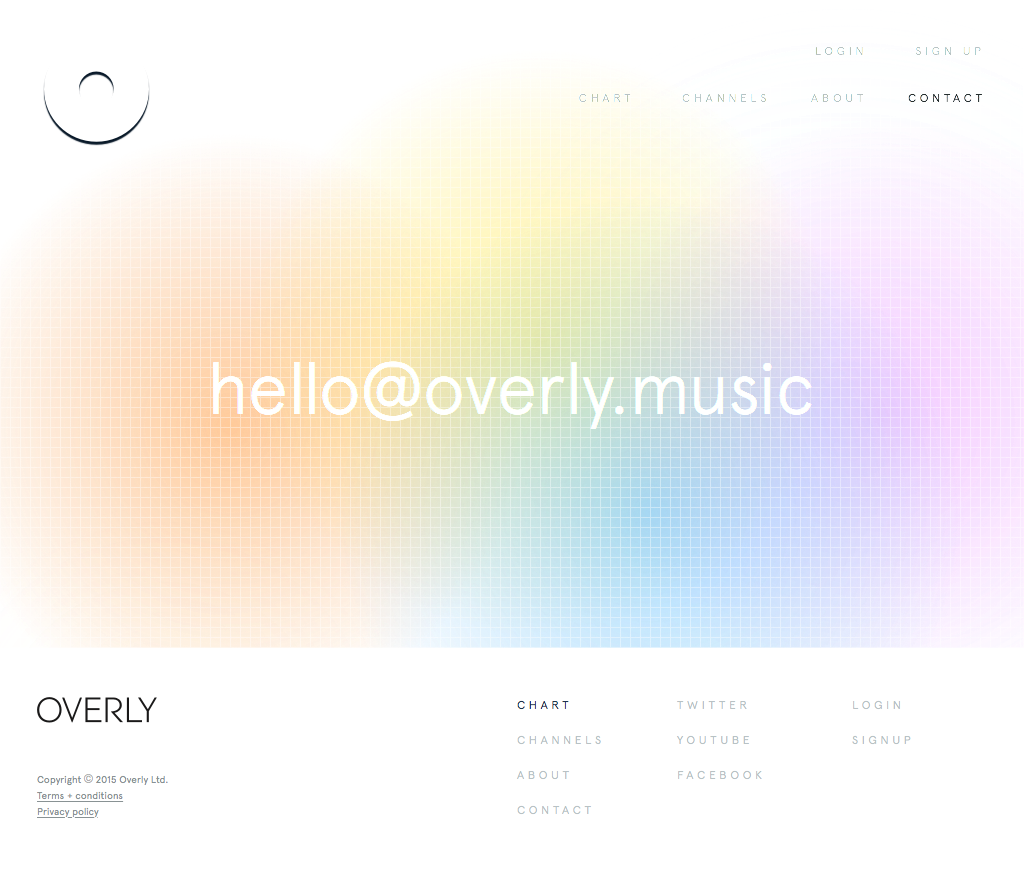 LOGIN SIGN UP
CHART CHANNELS ABOUT CONTACT
hello@overly.music
OVERLY
Copyright © 2015 Overly Ltd.
Terms + conditions
Privacy policy
CHART TWITTER LOGIN
CHANNELS YOUTUBE SIGNUP
ABOUT FACEBOOK
CONTACT